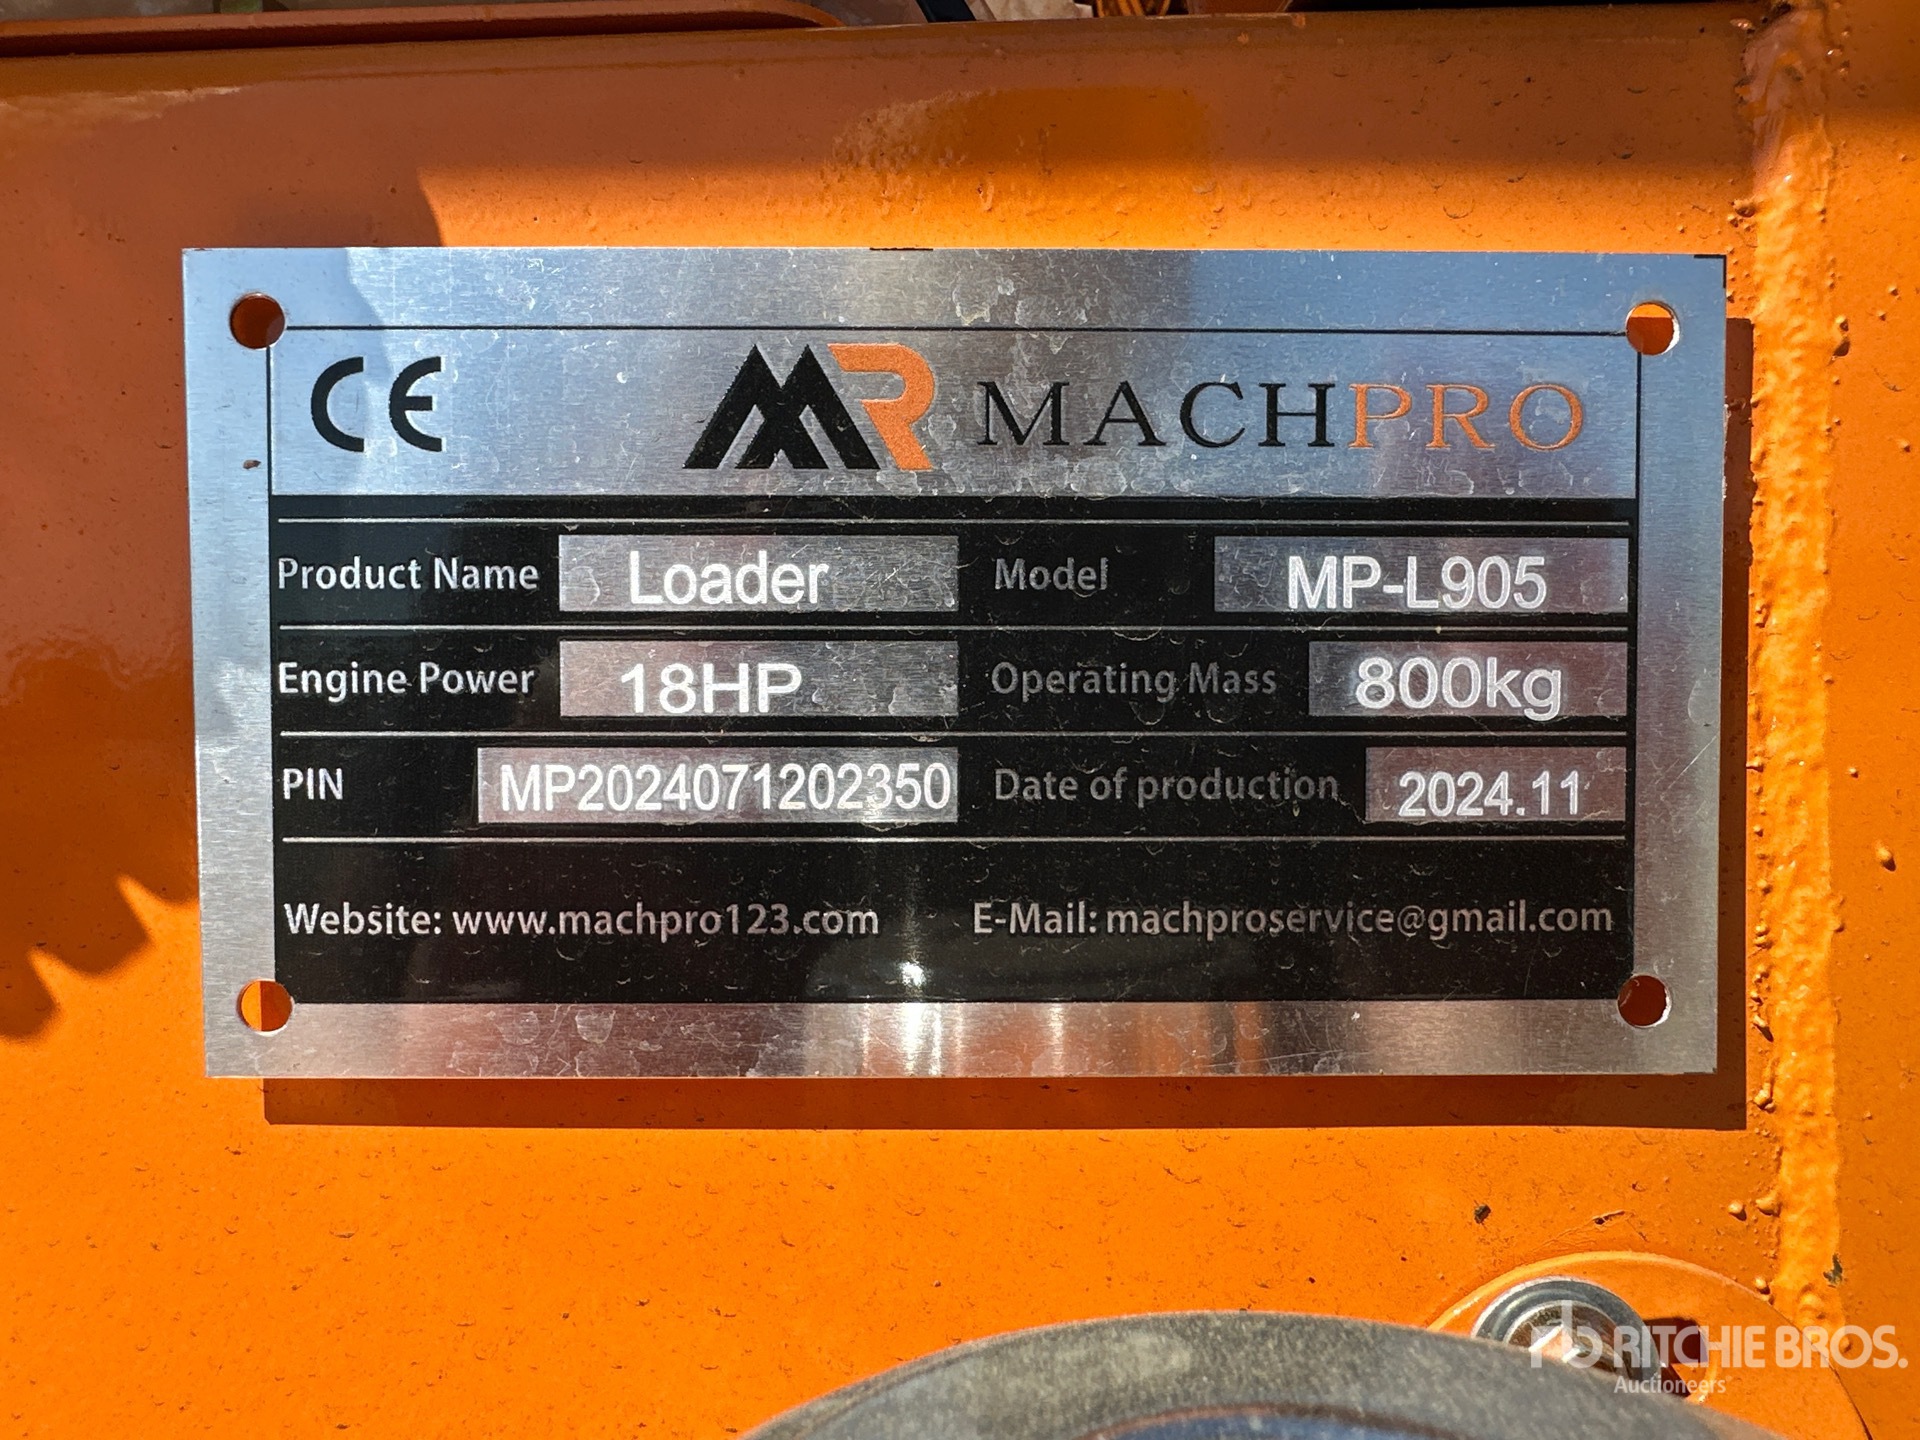 CE MR MACHPRO
Product Name Loader Model MP-L905
Engine Power 18HP Operating Mass 800kg
PIN MP2024071202350 Date of production 2024.11
Website: www.machpro123.com E-Mail: machproservice@gmail.com
rb RITCHIE BROS.
Auctioneers